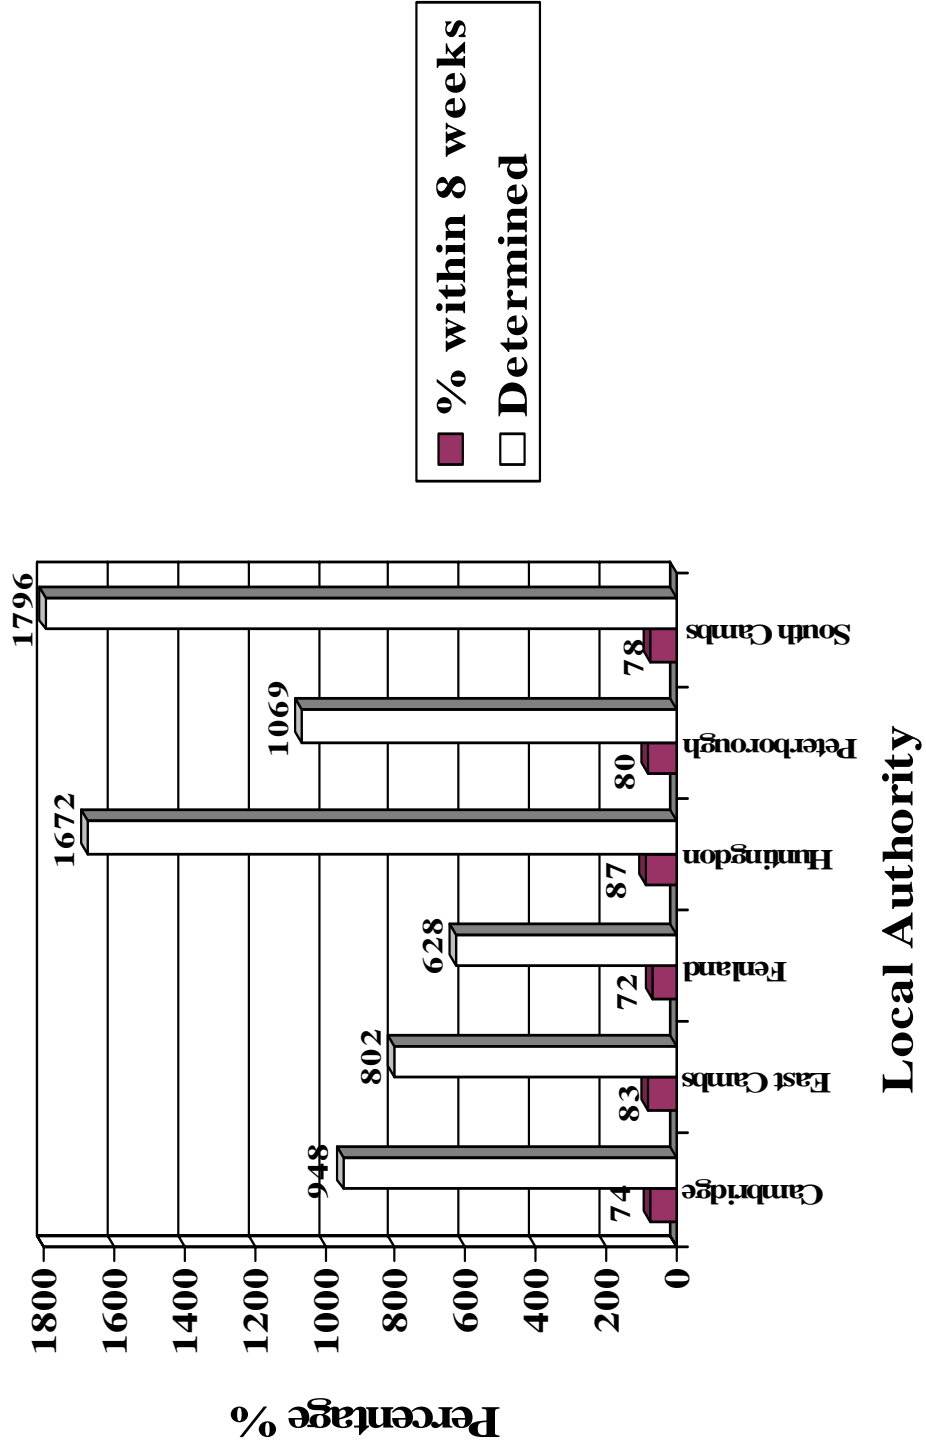 1800
1600
1400
1200
1000
800
600
400
200
0
Percentage %
948
74
802
83
628
72
1672
87
1069
80
1796
78
Cambridge
East Cambs
Fenland
Huntingdon
Peterborough
South Cambs
Local Authority
% within 8 weeks
Determined